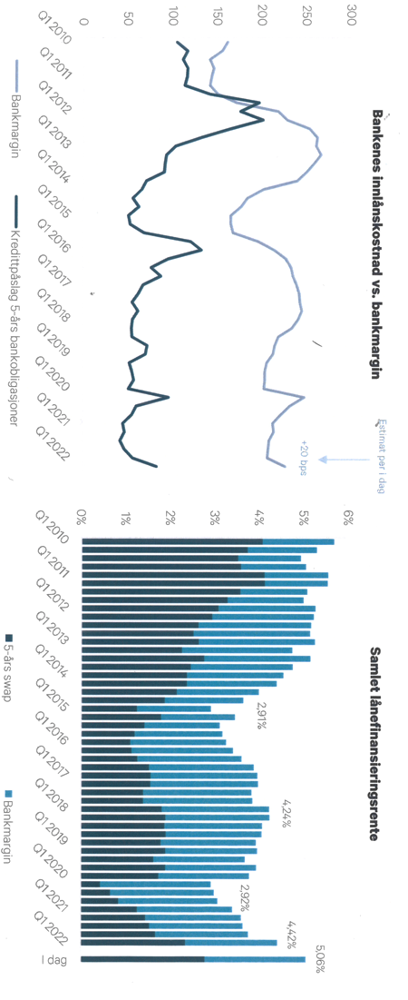 Bankenes innlånskostnad vs. bankmargin
Estimat per i dag
+20 bps
300
250
200
150
100
50
0
Q1 2010
Q1 2011
Q1 2012
Q1 2013
Q1 2014
Q1 2015
Q1 2016
Q1 2017
Q1 2018
Q1 2019
Q1 2020
Q1 2021
Q1 2022
Bankmargin
Kredittpåslag 5-års bankobligasjoner
Samlet lånefinansieringsrente
6%
5%
4%
3%
2%
1%
0%
2,91%
4,24%
2,92%
4,42%
5,06%
Q1 2010
Q1 2011
Q1 2012
Q1 2013
Q1 2014
Q1 2015
Q1 2016
Q1 2017
Q1 2018
Q1 2019
Q1 2020
Q1 2021
Q1 2022
I dag
5-års swap
Bankmargin